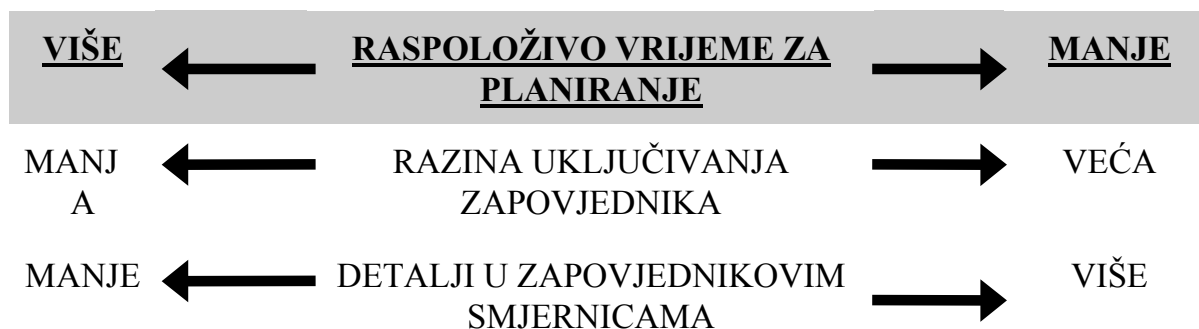 VIŠE RASPOLOŽIVO VRIJEME ZA MANJE
PLANIRANJE
MANJ RAZINA UKLJUČIVANJA VEĆA
A ZAPOVJEDNIKA
MANJE DETALJI U ZAPOVJEDNIKOVIM VIŠE
SMJERNICAMA